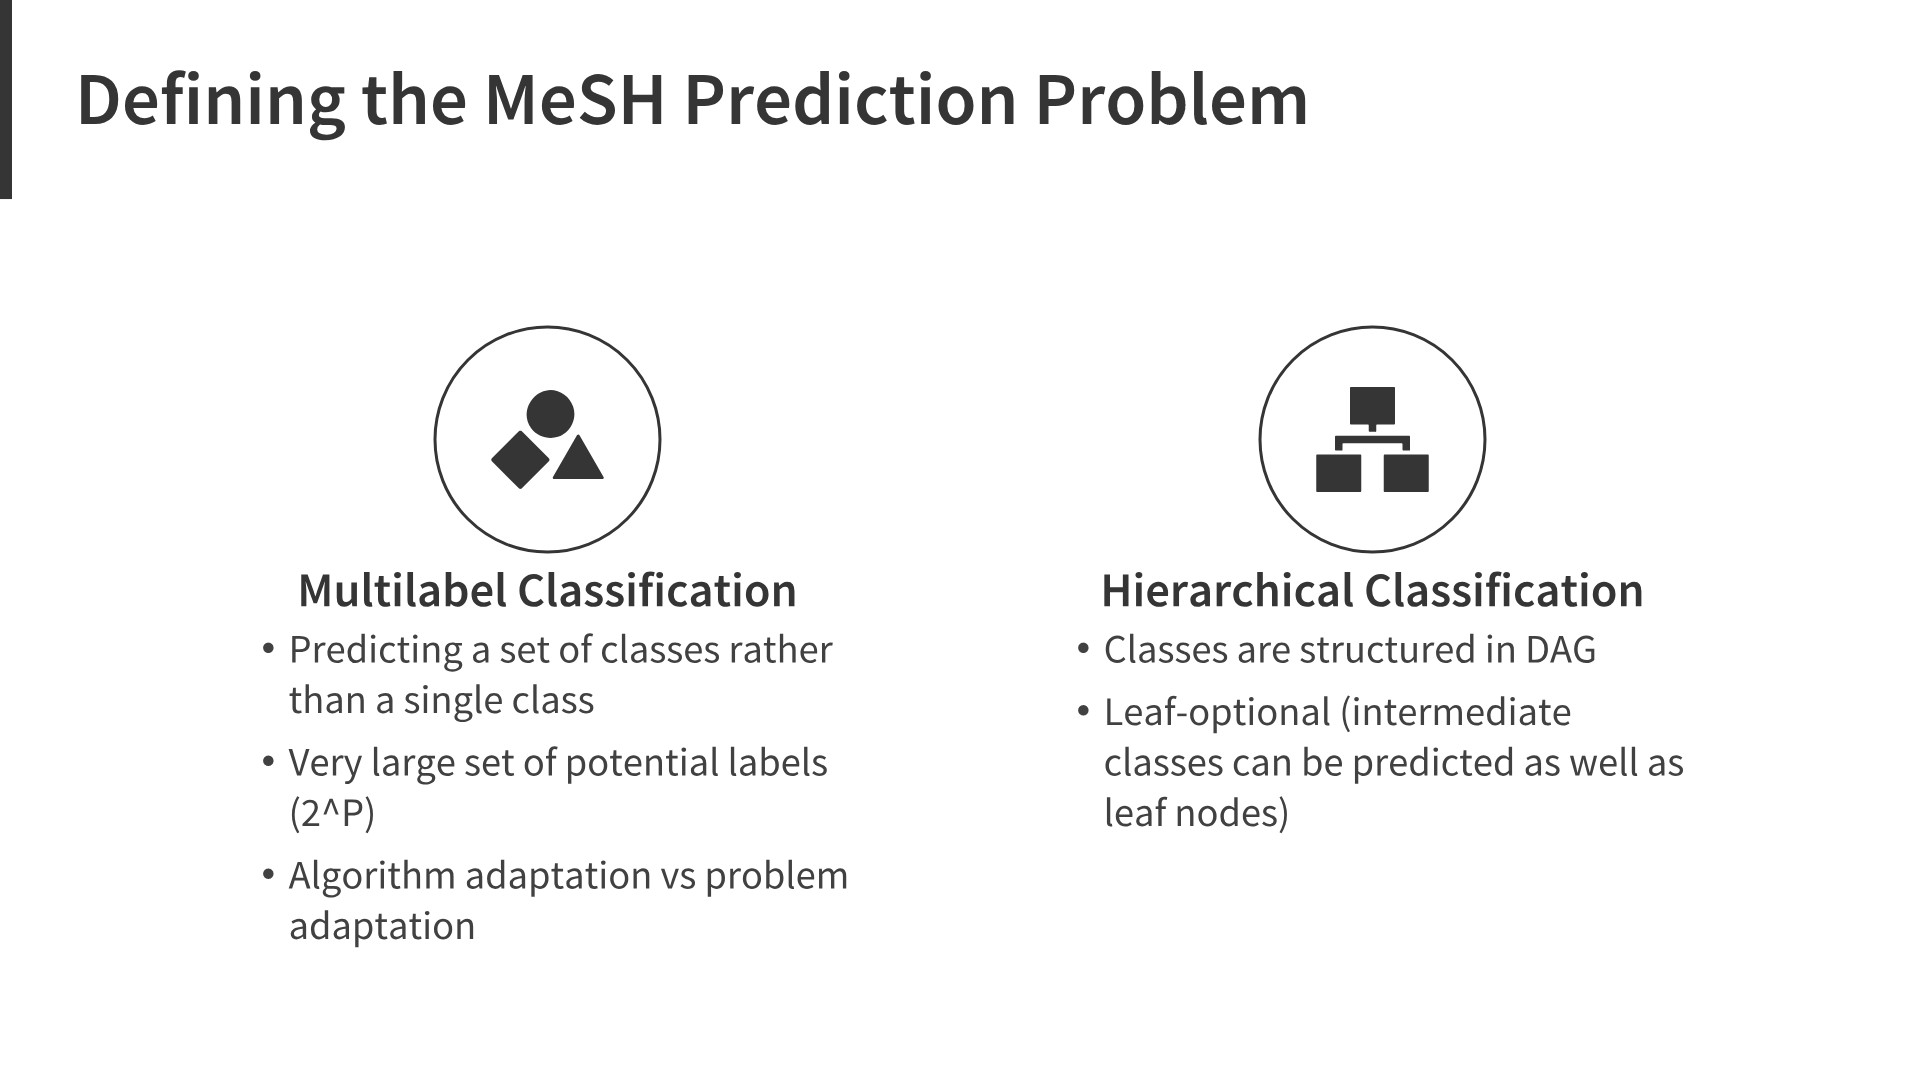 Defining the MeSH Prediction Problem
Multilabel Classification
• Predicting a set of classes rather
than a single class
• Very large set of potential labels
(2^P)
• Algorithm adaptation vs problem
adaptation
Hierarchical Classification
• Classes are structured in DAG
• Leaf-optional (intermediate
classes can be predicted as well as
leaf nodes)